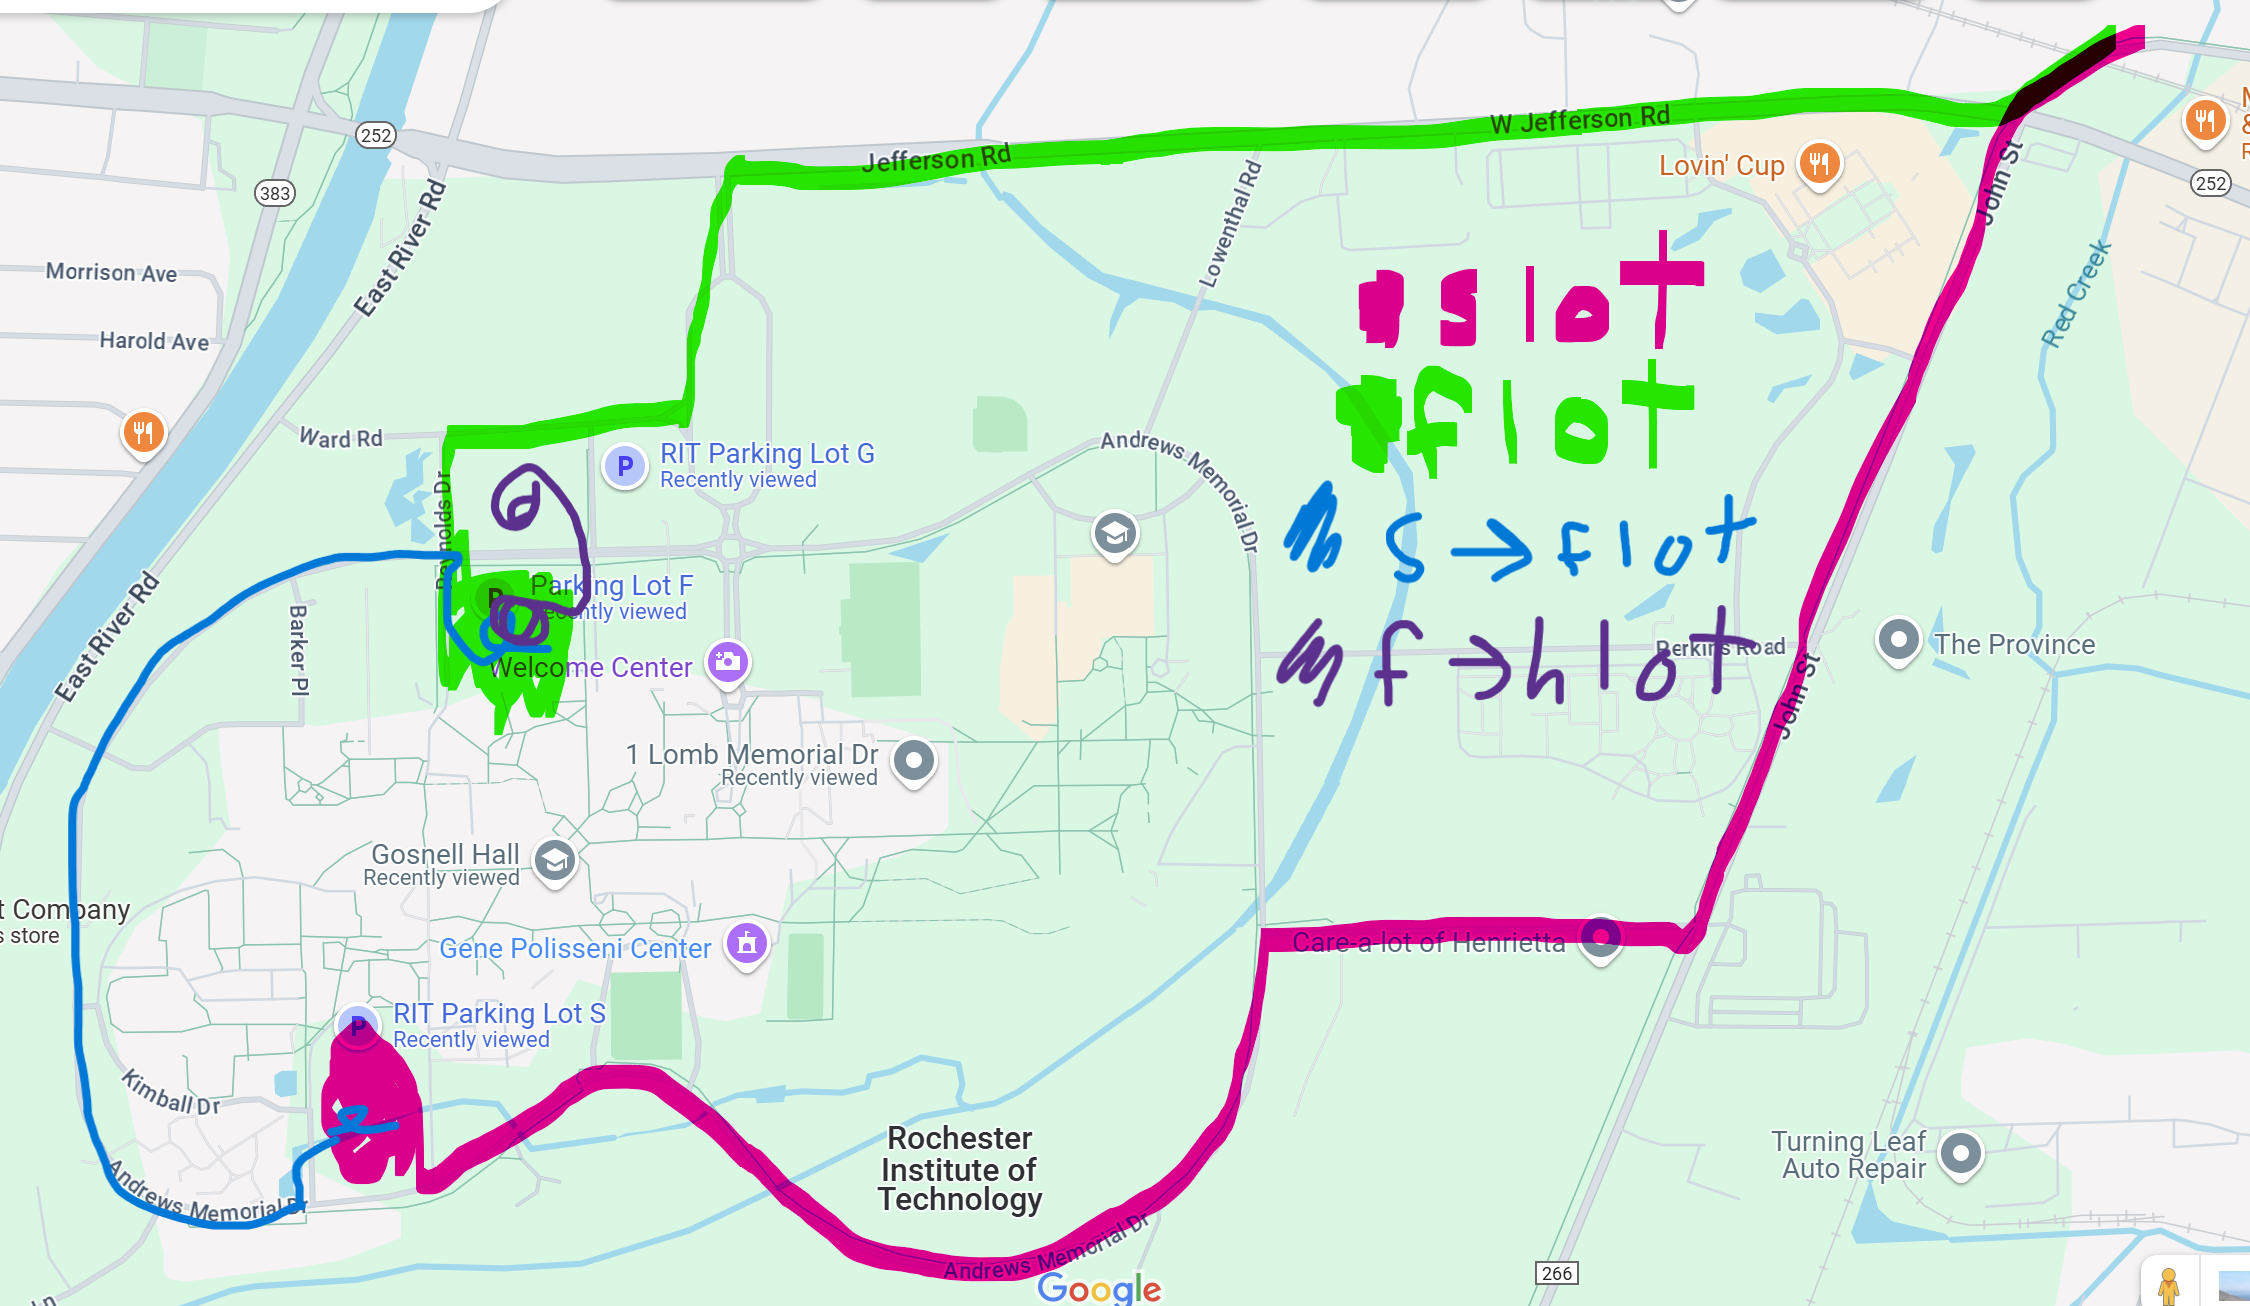 252
383
Morrison Ave
Harold Ave
East River Rd
Ward Rd
Jefferson Rd
W Jefferson Rd
Lovin' Cup
John St
252
Red Creek
Lowenthal Rd
S lot
F lot
S → F lot
f → h lot
RIT Parking Lot G
Recently viewed
Andrews Memorial Dr
Reynolds Dr
Parking Lot F
Recently viewed
East River Rd
Barker Pl
Welcome Center
Perkins Road
The Province
John St
1 Lomb Memorial Dr
Recently viewed
Gosnell Hall
Recently viewed
t Company
s store
Gene Polisseni Center
Care-a-lot of Henrietta
RIT Parking Lot S
Recently viewed
Kimball Dr
Andrews Memorial Dr
Rochester
Institute of
Technology
Andrews Memorial Dr
Turning Leaf
Auto Repair
266
Google